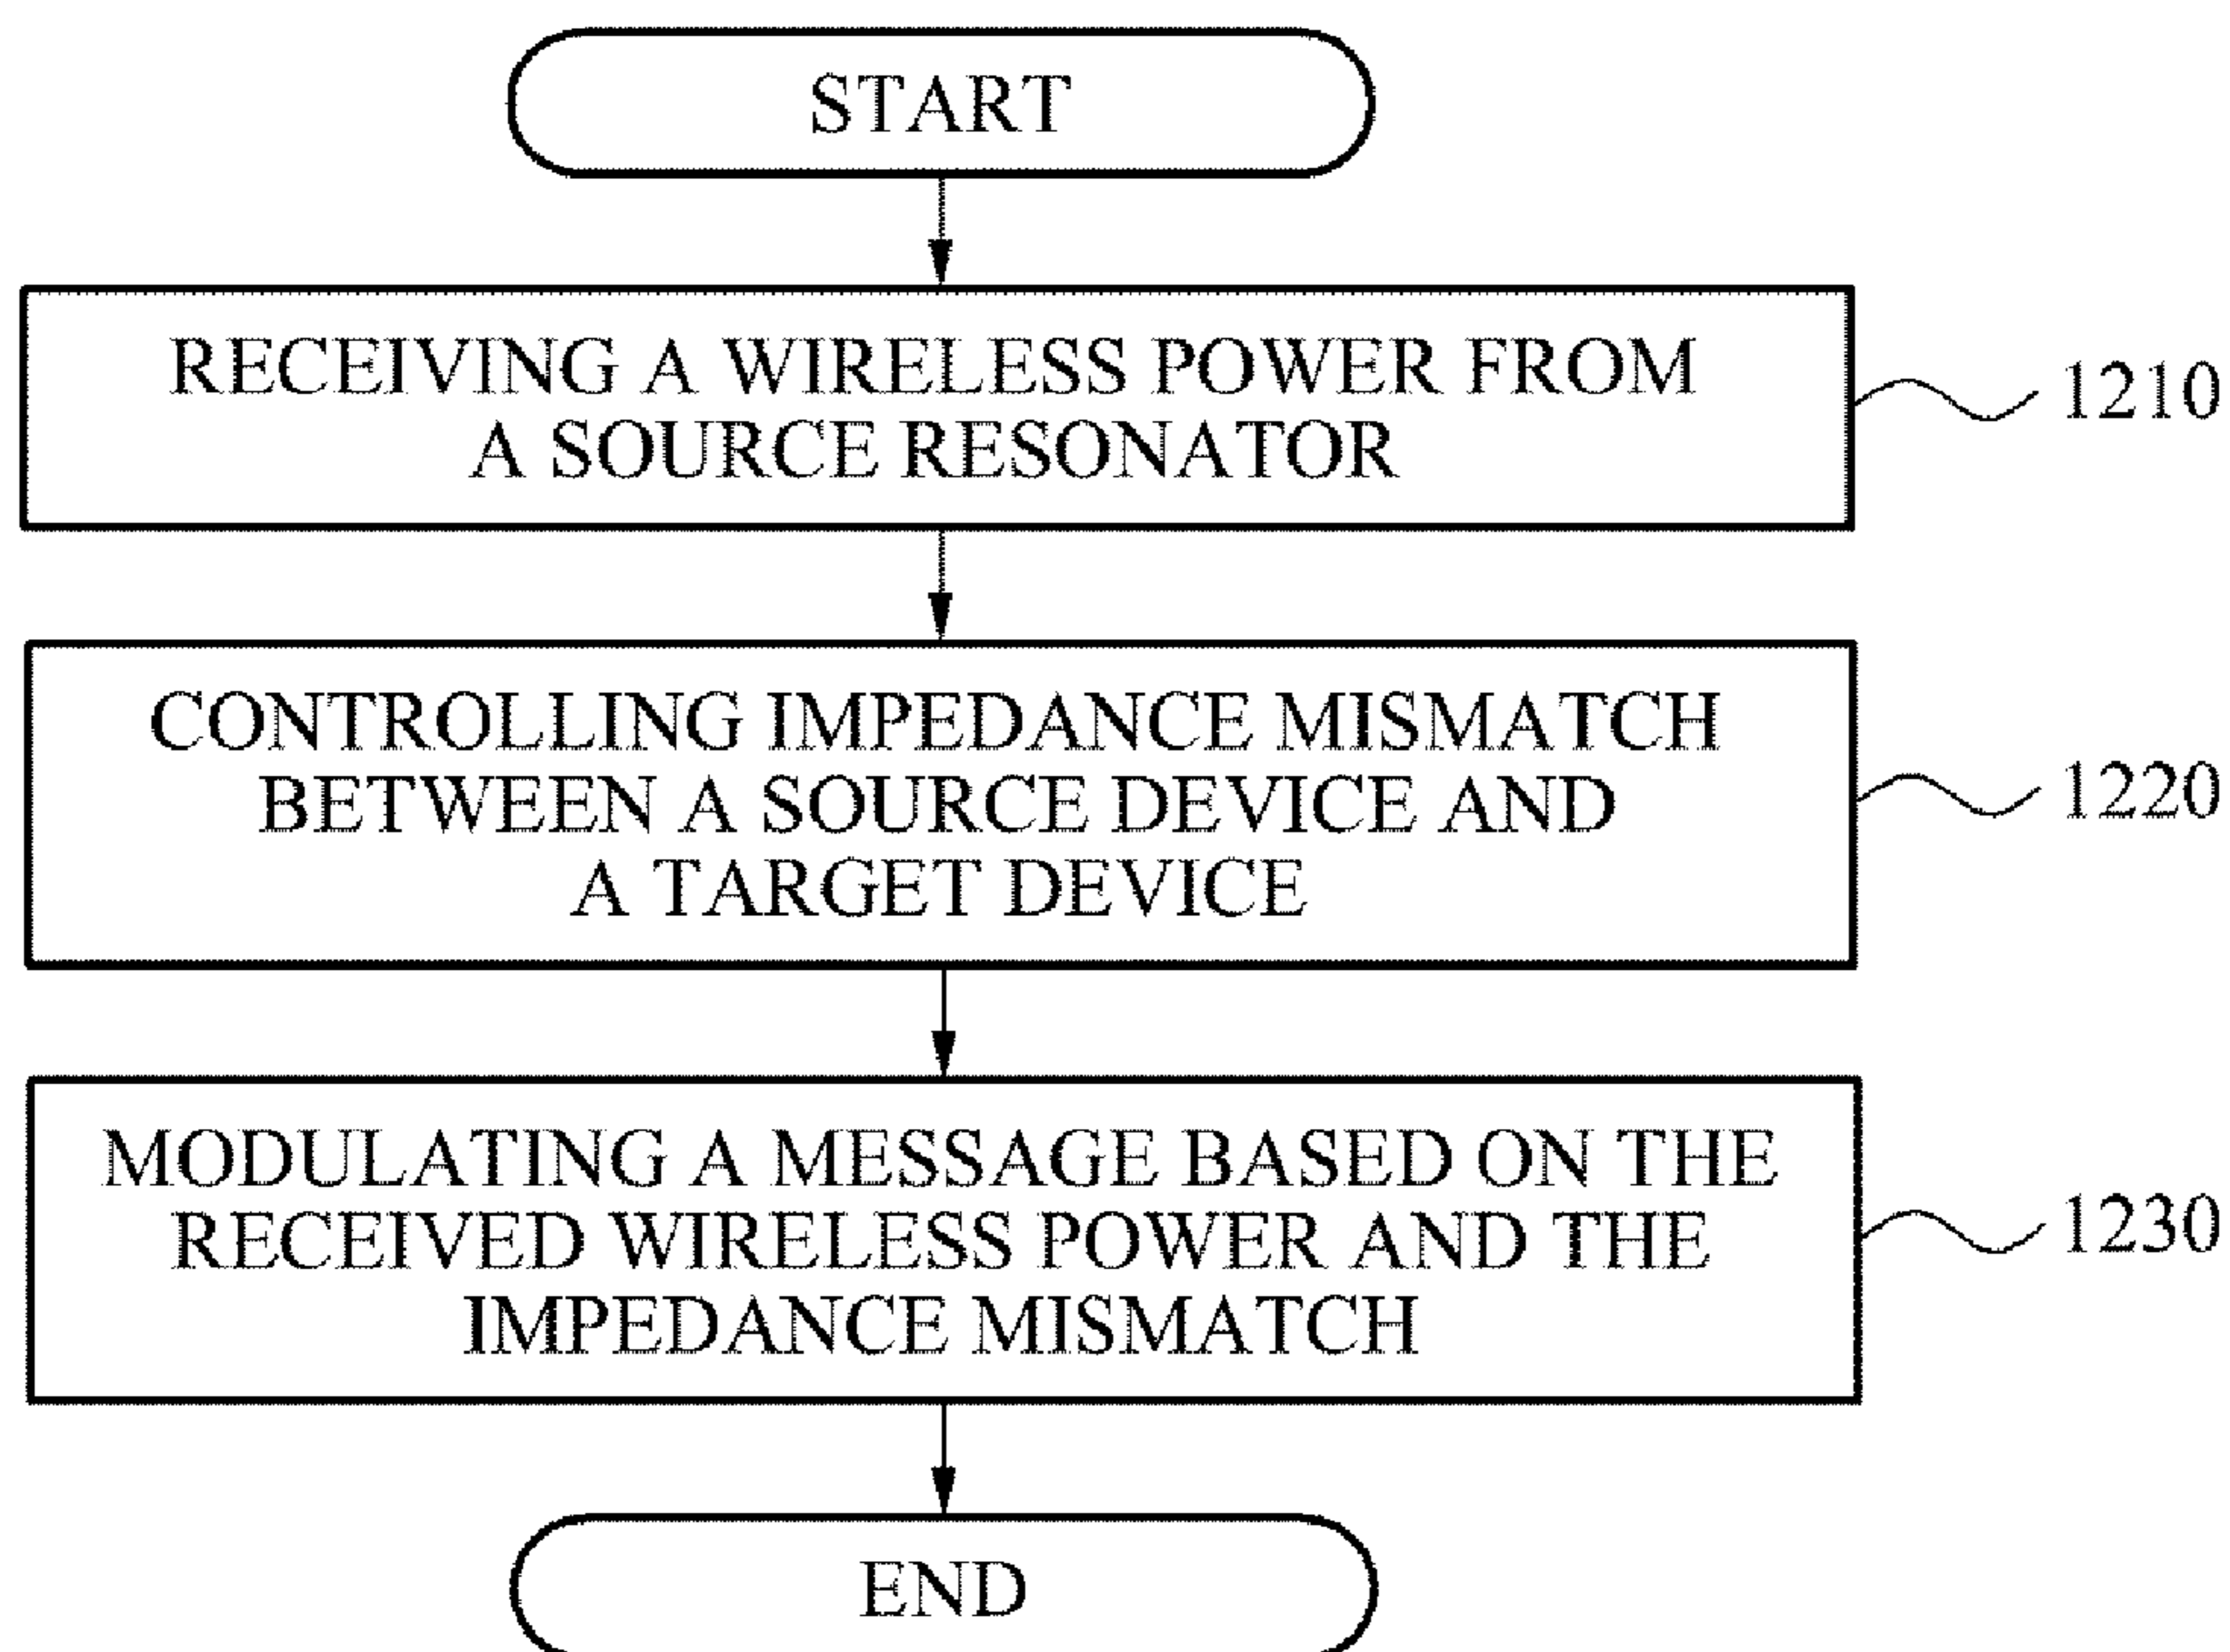 START
RECEIVING A WIRELESS POWER FROM
A SOURCE RESONATOR
1210
CONTROLLING IMPEDANCE MISMATCH
BETWEEN A SOURCE DEVICE AND
A TARGET DEVICE
1220
MODULATING A MESSAGE BASED ON THE
RECEIVED WIRELESS POWER AND THE
IMPEDANCE MISMATCH
1230
END